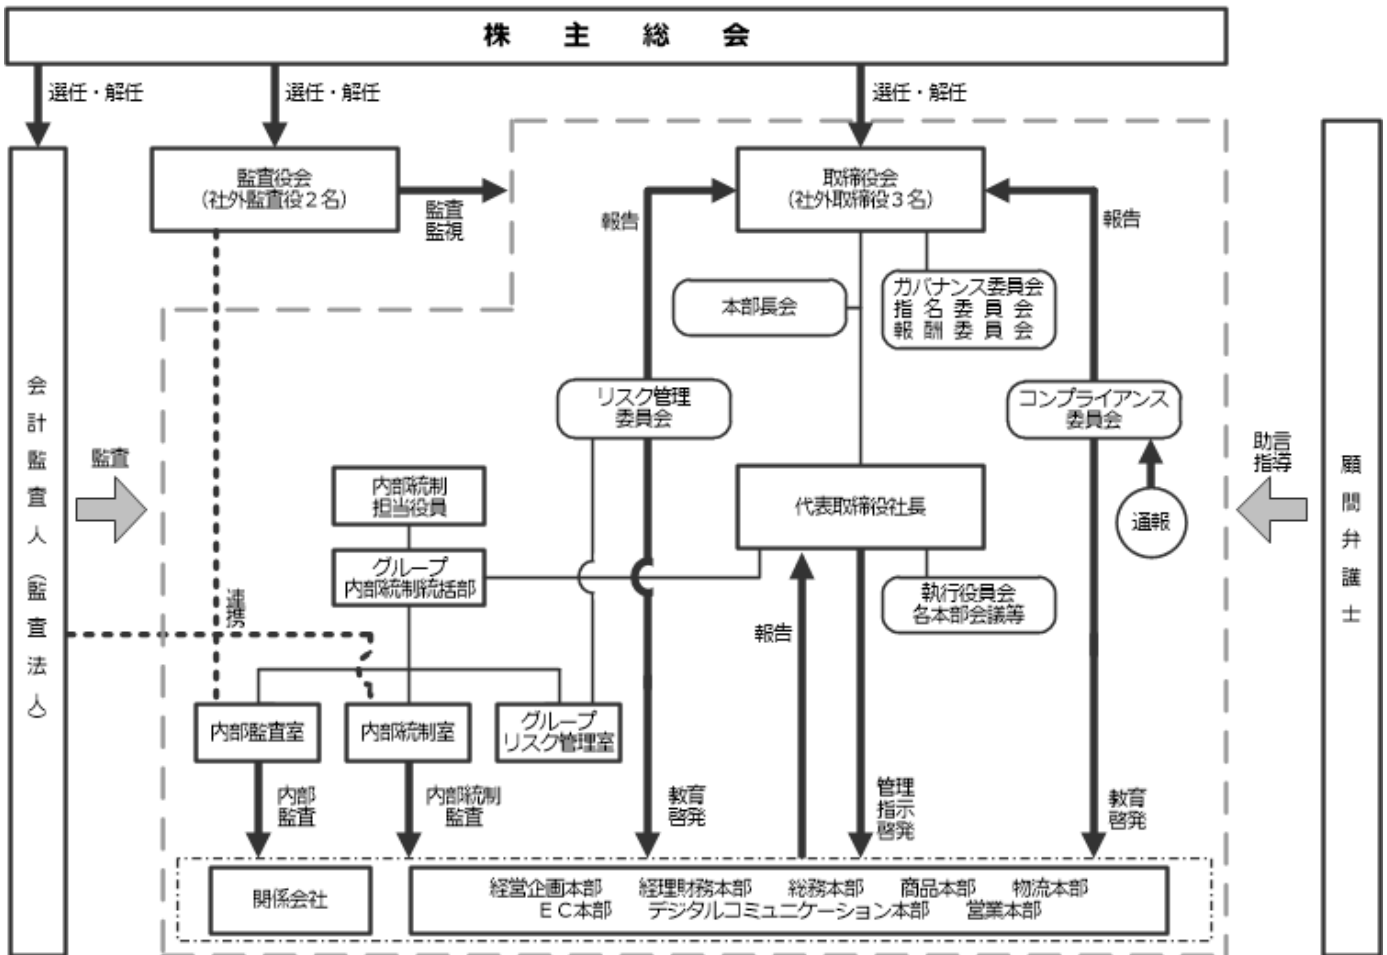 株主総会
選任・解任
選任・解任
選任・解任
監査役会
(社外監査役2名)
監査
監視
取締役会
(社外取締役3名)
報告
報告
本部長会
ガバナンス委員会
指名委員会
報酬委員会
リスク管理
委員会
コンプライアンス
委員会
会計監査人(監査法人)
監査
助言
指導
顧問弁護士
内部統制
担当役員
代表取締役社長
通報
グループ
内部統制統括部
執行役員会
各本部会議等
連携
報告
内部監査室
内部統制室
グループ
リスク管理室
内部
監査
内部統制
監査
教育
啓発
管理
指示
啓発
教育
啓発
関係会社
経営企画本部 経理財務本部 総務本部 商品本部 物流本部
EC本部 デジタルコミュニケーション本部 営業本部